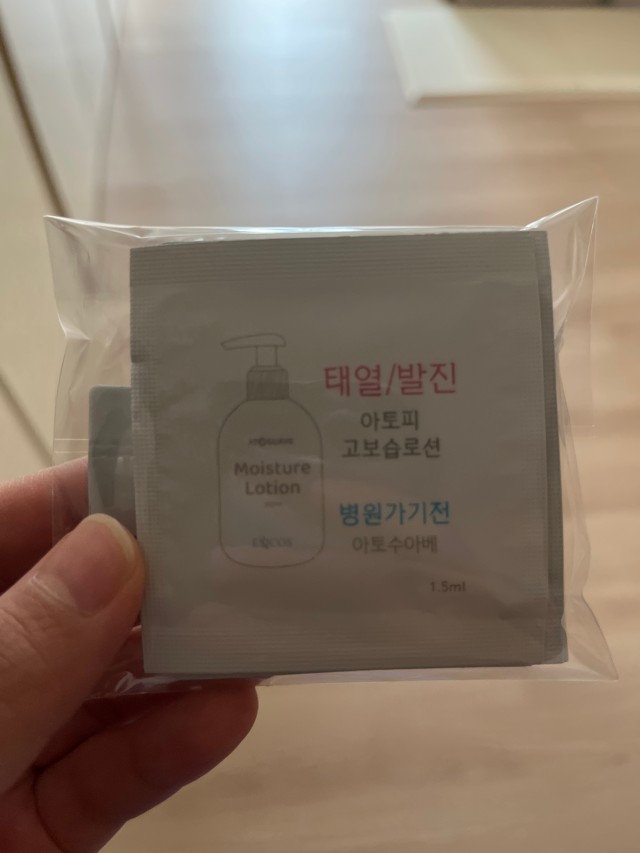 태열/발진
아토피
고보습로션
Moisture
Lotion
병원가기전
아토수아베
1.5ml